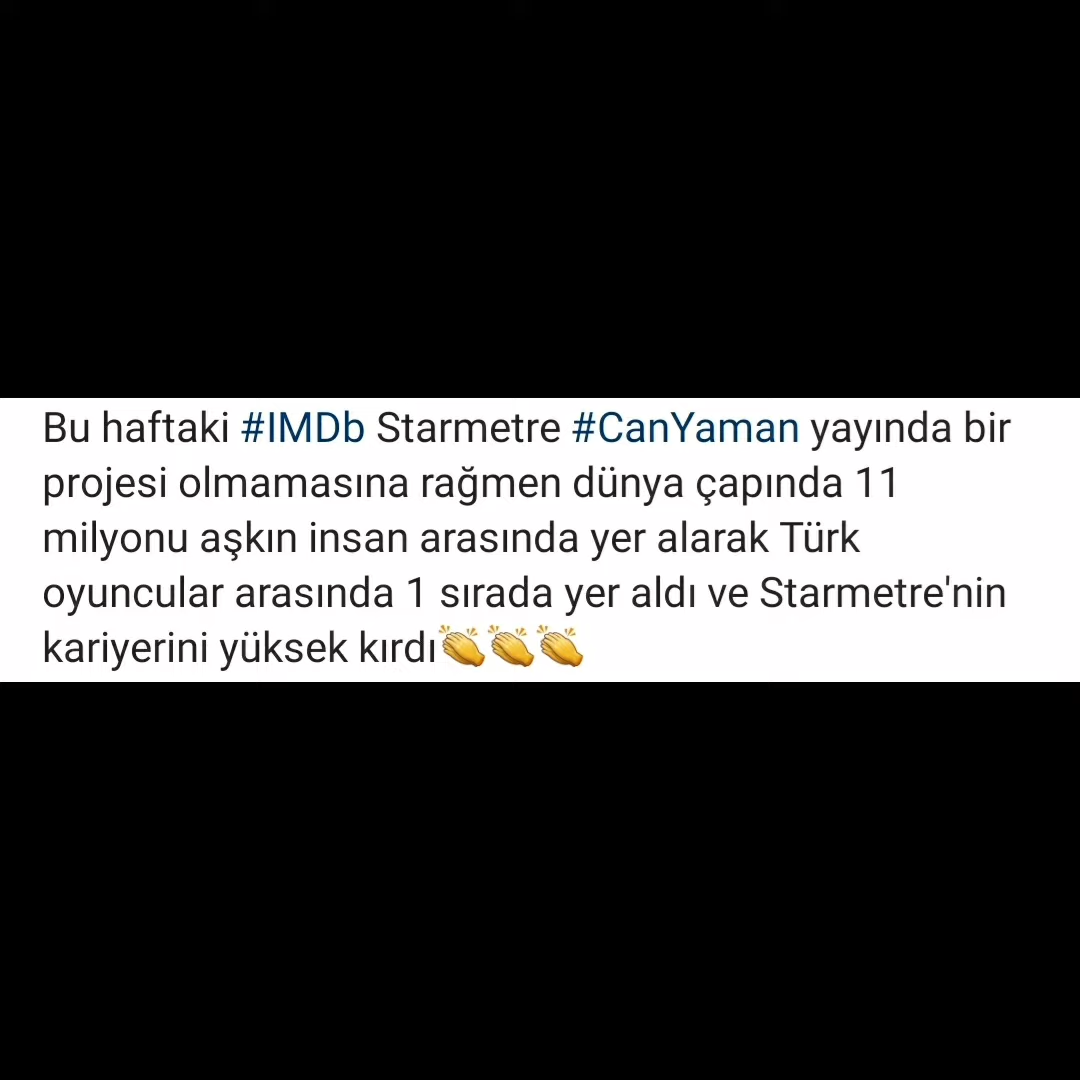 Bu haftaki #IMDb Starmetre #CanYaman yayında bir
projesi olmamasına rağmen dünya çapında 11
milyonu aşkın insan arasında yer alarak Türk
oyuncular arasında 1 sırada yer aldı ve Starmetre'nin
kariyerini yüksek kırdı👏👏👏